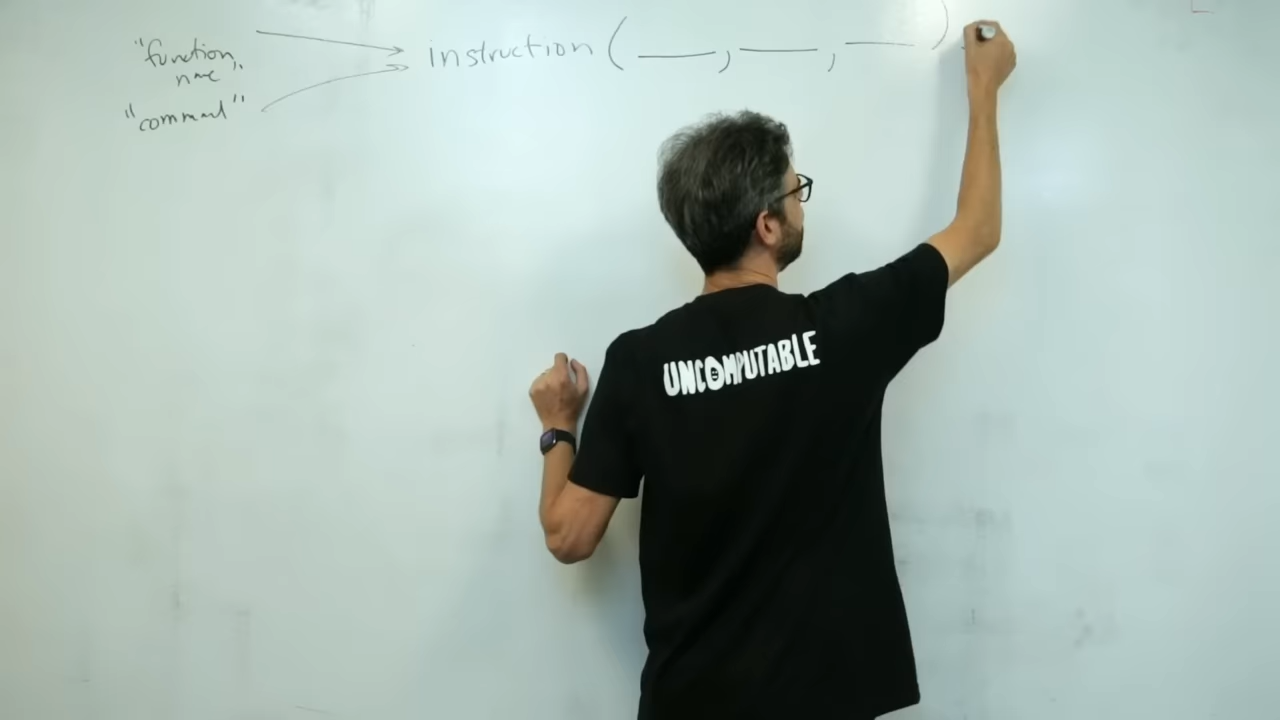 "function
name"
"command"
instruction ( ___, ___, ___ )
UNCOMPUTABLE